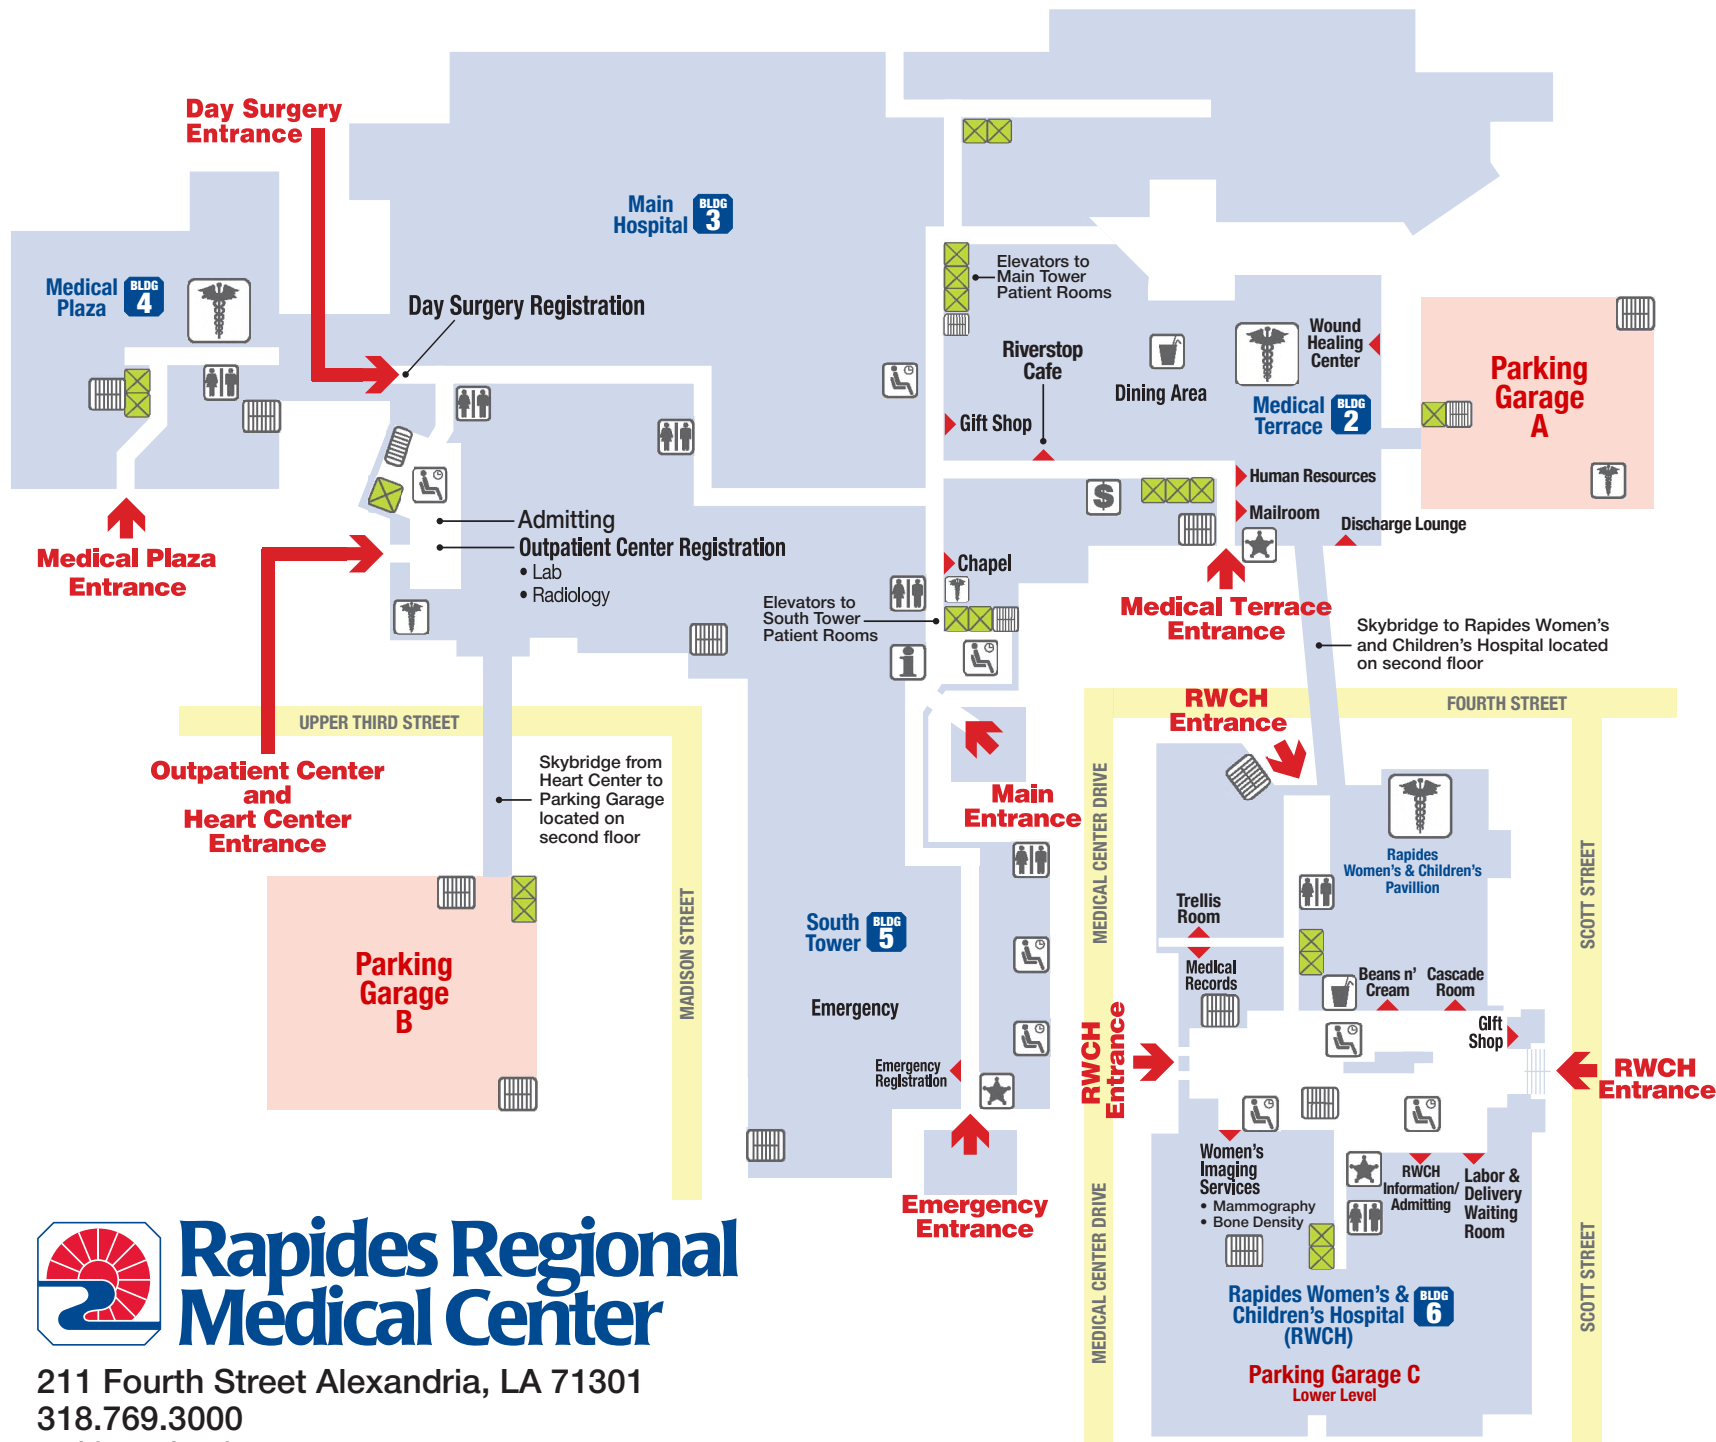 Day Surgery
Entrance
Main
Hospital
BLDG
3
Medical
Plaza
BLDG
4
Day Surgery Registration
Elevators to
Main Tower
Patient Rooms
Riverstop
Cafe
Dining Area
Gift Shop
Wound
Healing
Center
Medical
Terrace
BLDG
2
Parking
Garage
A
Human Resources
$
Mailroom
Discharge Lounge
Admitting
Outpatient Center Registration
• Lab
• Radiology
Medical Plaza
Entrance
Chapel
Elevators to
South Tower
Patient Rooms
Medical Terrace
Entrance
Skybridge to Rapides Women's
and Children's Hospital located
on second floor
i
RWCH
Entrance
FOURTH STREET
UPPER THIRD STREET
Outpatient Center
and
Heart Center
Entrance
Skybridge from
Heart Center to
Parking Garage
located on
second floor
Main
Entrance
MEDICAL CENTER DRIVE
Rapides
Women's & Children's
Pavillion
SCOTT STREET
MADISON STREET
Trellis
Room
South
Tower
BLDG
5
Parking
Garage
B
Medical
Records
Beans n'
Cream
Cascade
Room
Emergency
Gift
Shop
RWCH
Entrance
Emergency
Registration
RWCH
Entrance
Women's
Imaging
Services
• Mammography
• Bone Density
RWCH
Information/
Admitting
Labor &
Delivery
Waiting
Room
Emergency
Entrance
MEDICAL CENTER DRIVE
SCOTT STREET
Rapides Women's &
Children's Hospital
(RWCH)
BLDG
6
Parking Garage C
Lower Level
Rapides Regional
Medical Center
211 Fourth Street Alexandria, LA 71301
318.769.3000